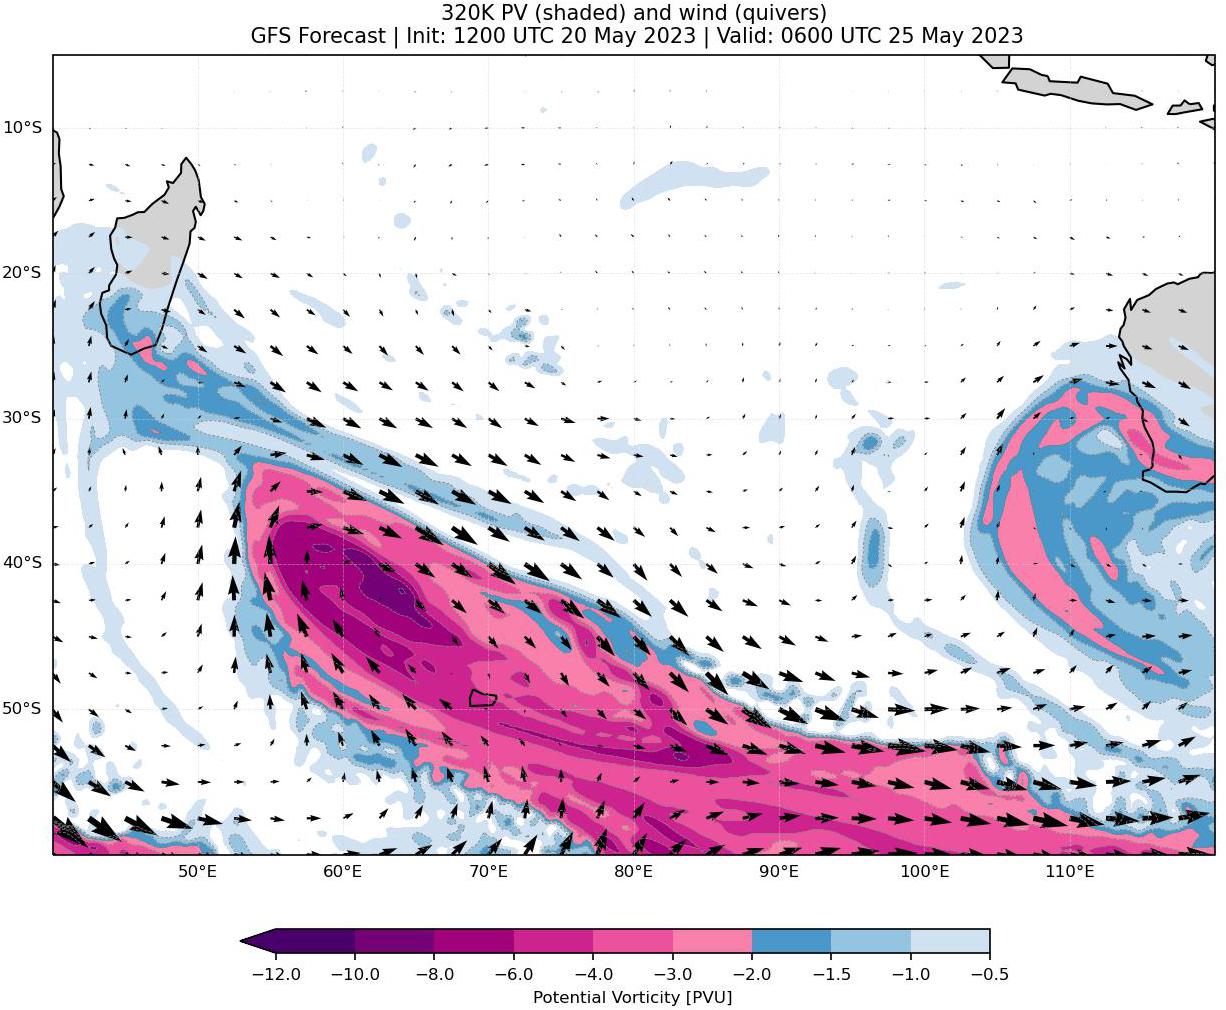 320K PV (shaded) and wind (quivers)
GFS Forecast | Init: 1200 UTC 20 May 2023 | Valid: 0600 UTC 25 May 2023
10°S
20°S
30°S
40°S
50°S
50°E 60°E 70°E 80°E 90°E 100°E 110°E
−12.0 −10.0 −8.0 −6.0 −4.0 −3.0 −2.0 −1.5 −1.0 −0.5
Potential Vorticity [PVU]